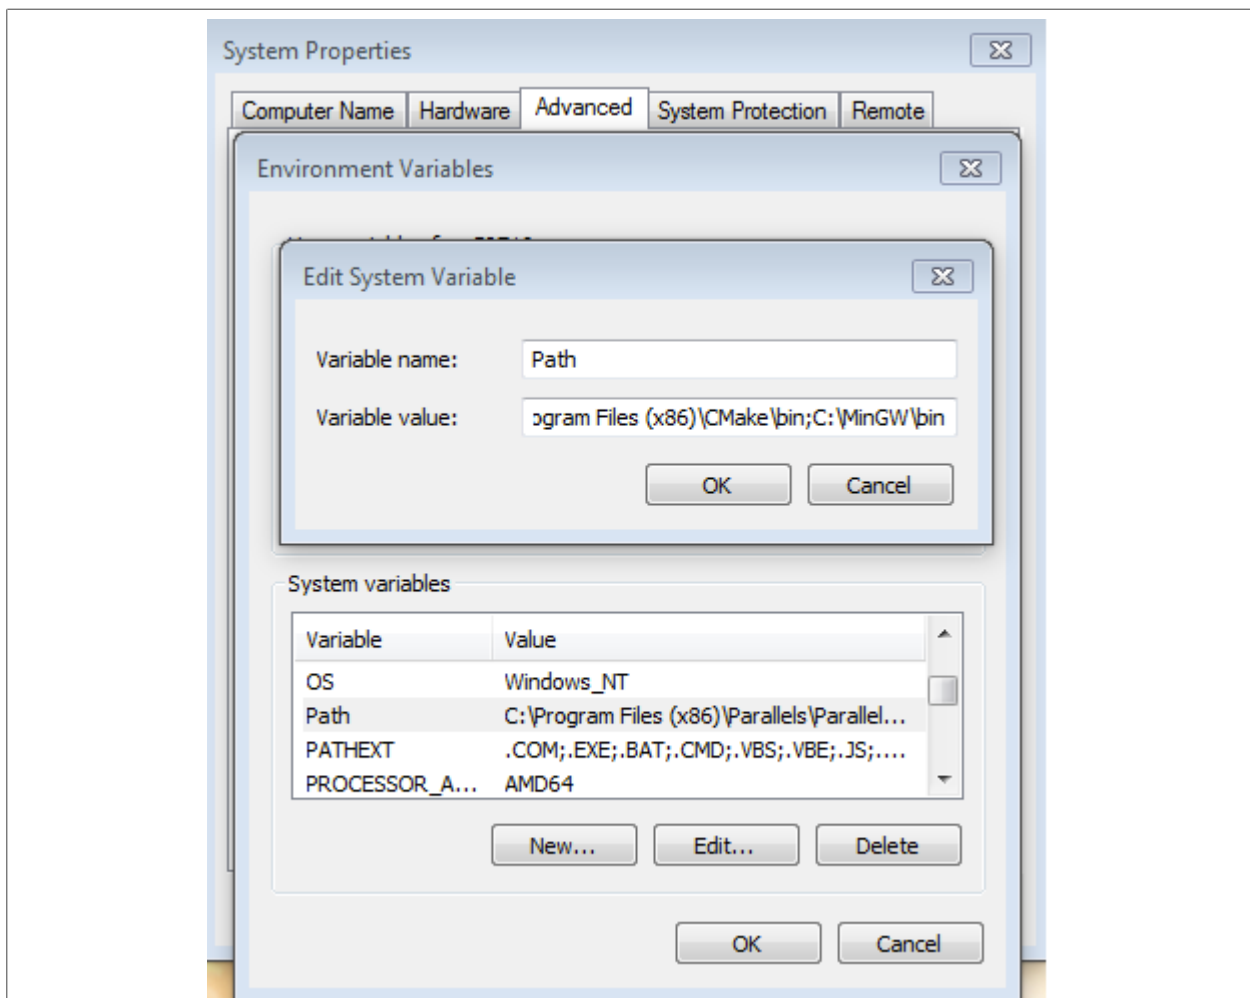 System Properties
Computer Name Hardware Advanced System Protection Remote
Environment Variables
Edit System Variable
Variable name: Path
Variable value: ogram Files (x86)\CMake\bin;C:\MinGW\bin
OK Cancel
System variables
Variable Value
OS Windows_NT
Path C:\Program Files (x86)\Parallels\Parallel...
PATHEXT .COM;.EXE;.BAT;.CMD;.VBS;.VBE;.JS;....
PROCESSOR_A... AMD64
New... Edit... Delete
OK Cancel